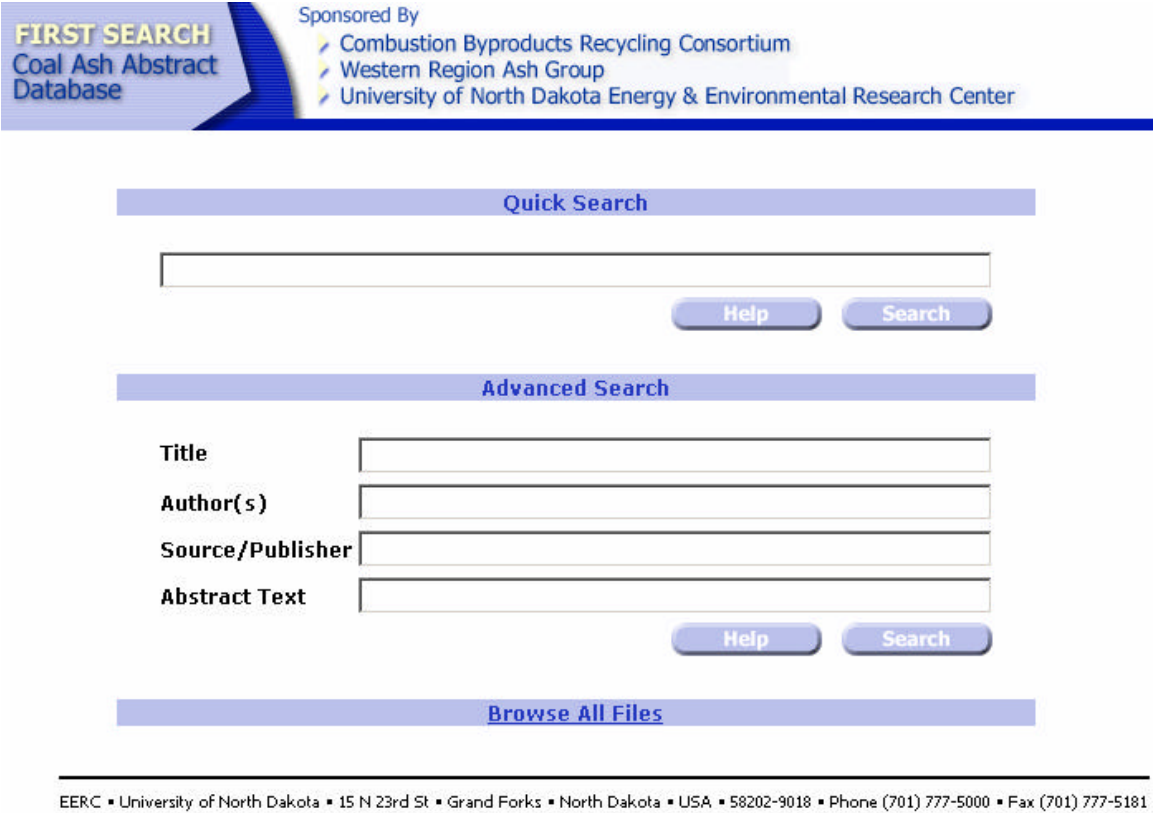 FIRST SEARCH
Coal Ash Abstract
Database
Sponsored By
Combustion Byproducts Recycling Consortium
Western Region Ash Group
University of North Dakota Energy & Environmental Research Center
Quick Search
Help Search
Advanced Search
Title
Author(s)
Source/Publisher
Abstract Text
Help Search
Browse All Files
EERC ▪ University of North Dakota ▪ 15 N 23rd St ▪ Grand Forks ▪ North Dakota ▪ USA ▪ 58202-9018 ▪ Phone (701) 777-5000 ▪ Fax (701) 777-5181